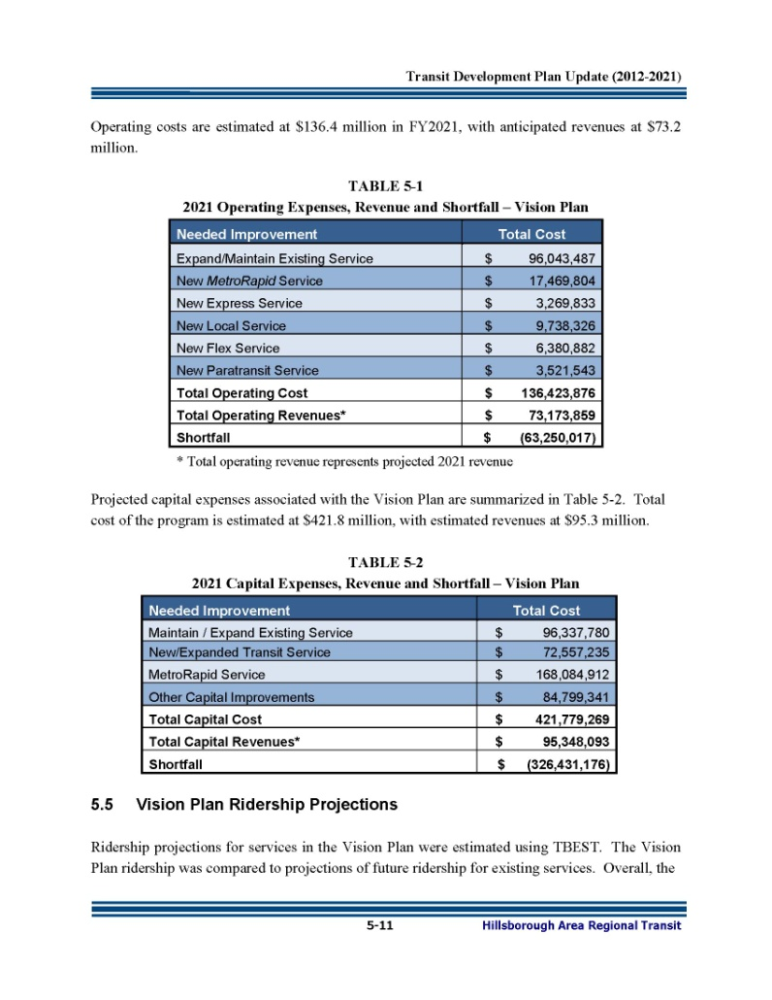 Transit Development Plan Update (2012-2021)
Operating costs are estimated at $136.4 million in FY2021, with anticipated revenues at $73.2
million.
TABLE 5-1
2021 Operating Expenses, Revenue and Shortfall – Vision Plan
Needed Improvement Total Cost
Expand/Maintain Existing Service $ 96,043,487
New MetroRapid Service $ 17,469,804
New Express Service $ 3,269,833
New Local Service $ 9,738,326
New Flex Service $ 6,380,882
New Paratransit Service $ 3,521,543
Total Operating Cost $ 136,423,876
Total Operating Revenues* $ 73,173,859
Shortfall $ (63,250,017)
* Total operating revenue represents projected 2021 revenue
Projected capital expenses associated with the Vision Plan are summarized in Table 5-2. Total
cost of the program is estimated at $421.8 million, with estimated revenues at $95.3 million.
TABLE 5-2
2021 Capital Expenses, Revenue and Shortfall – Vision Plan
Needed Improvement Total Cost
Maintain / Expand Existing Service $ 96,337,780
New/Expanded Transit Service $ 72,557,235
MetroRapid Service $ 168,084,912
Other Capital Improvements $ 84,799,341
Total Capital Cost $ 421,779,269
Total Capital Revenues* $ 95,348,093
Shortfall $ (326,431,176)
5.5 Vision Plan Ridership Projections
Ridership projections for services in the Vision Plan were estimated using TBEST. The Vision
Plan ridership was compared to projections of future ridership for existing services. Overall, the
5-11 Hillsborough Area Regional Transit